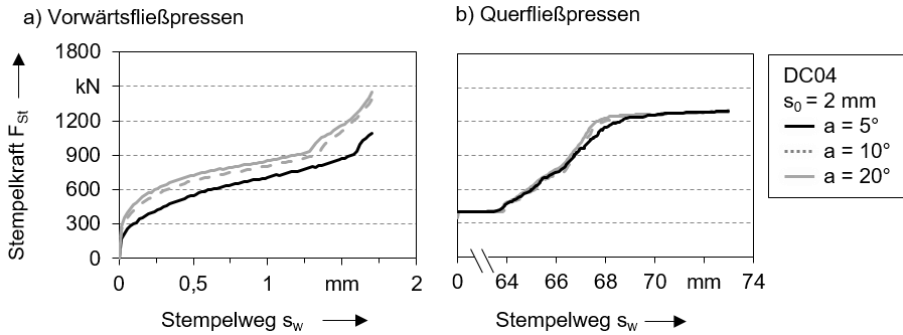 a) Vorwärtsfließpressen
b) Querfließpressen
Stempelkraft F_St
1800
kN
1200
900
600
300
0
0 0,5 1 mm 2
Stempelweg s_w
0 64 66 68 70 mm 74
Stempelweg s_w
DC04
s_0 = 2 mm
a = 5°
a = 10°
a = 20°